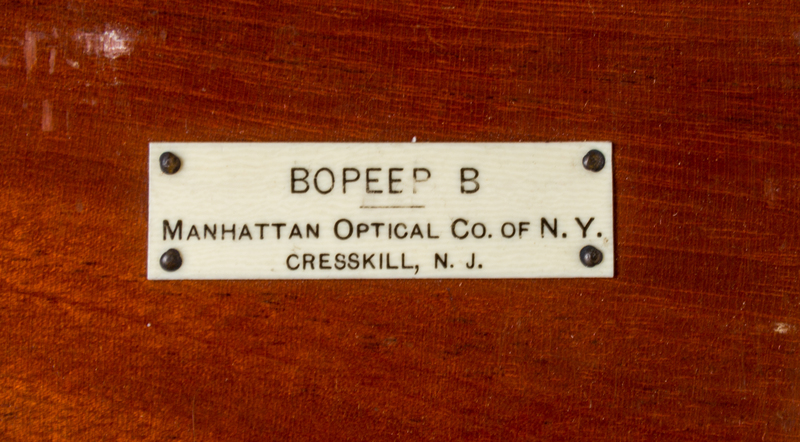 BOPEEP B
MANHATTAN OPTICAL CO. OF N. Y.
CRESSKILL, N. J.